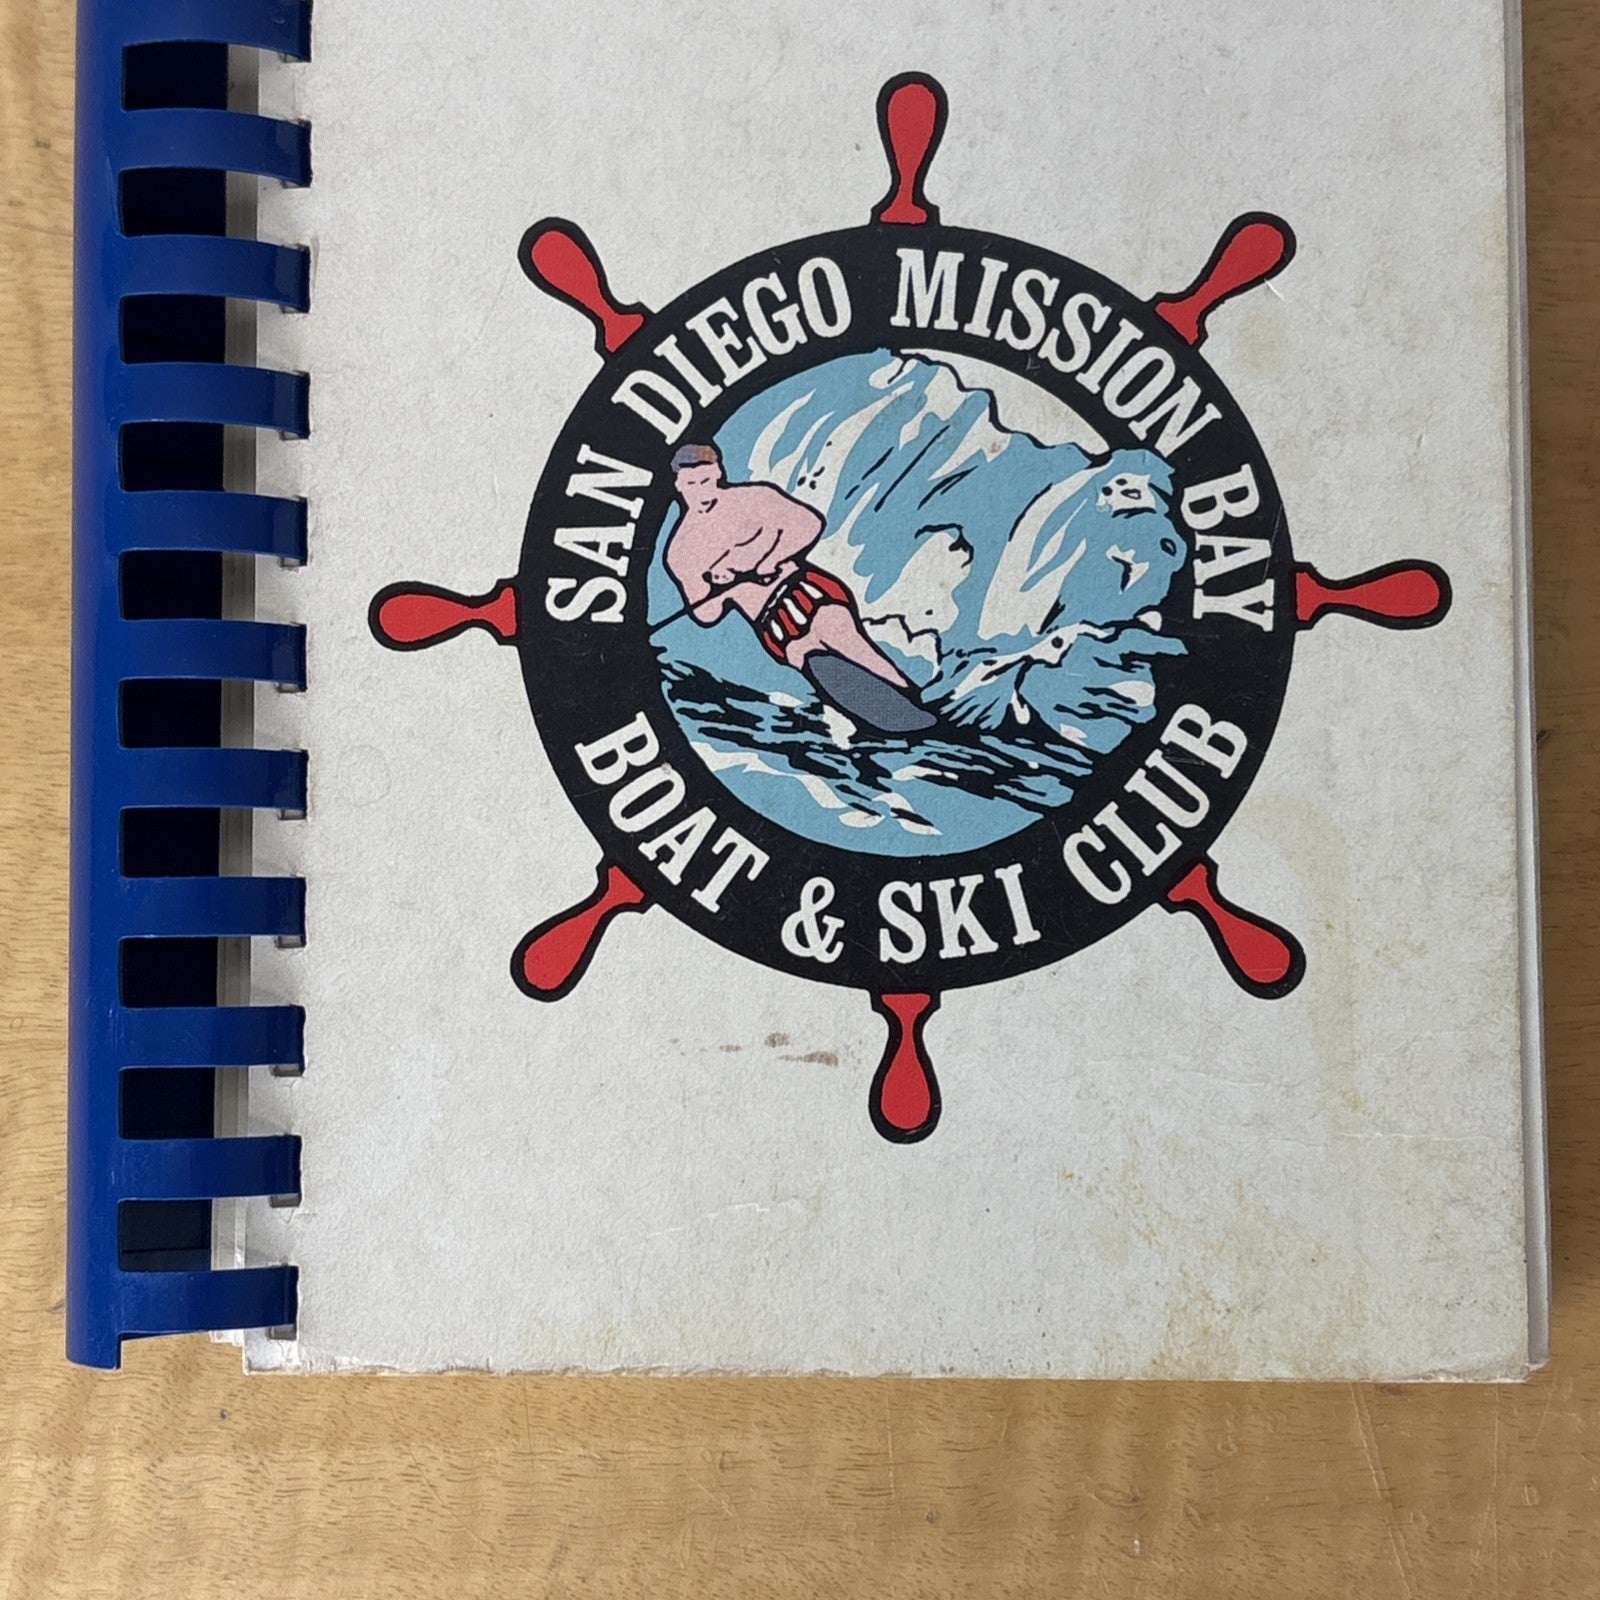 SAN DIEGO MISSION BAY
BOAT & SKI CLUB